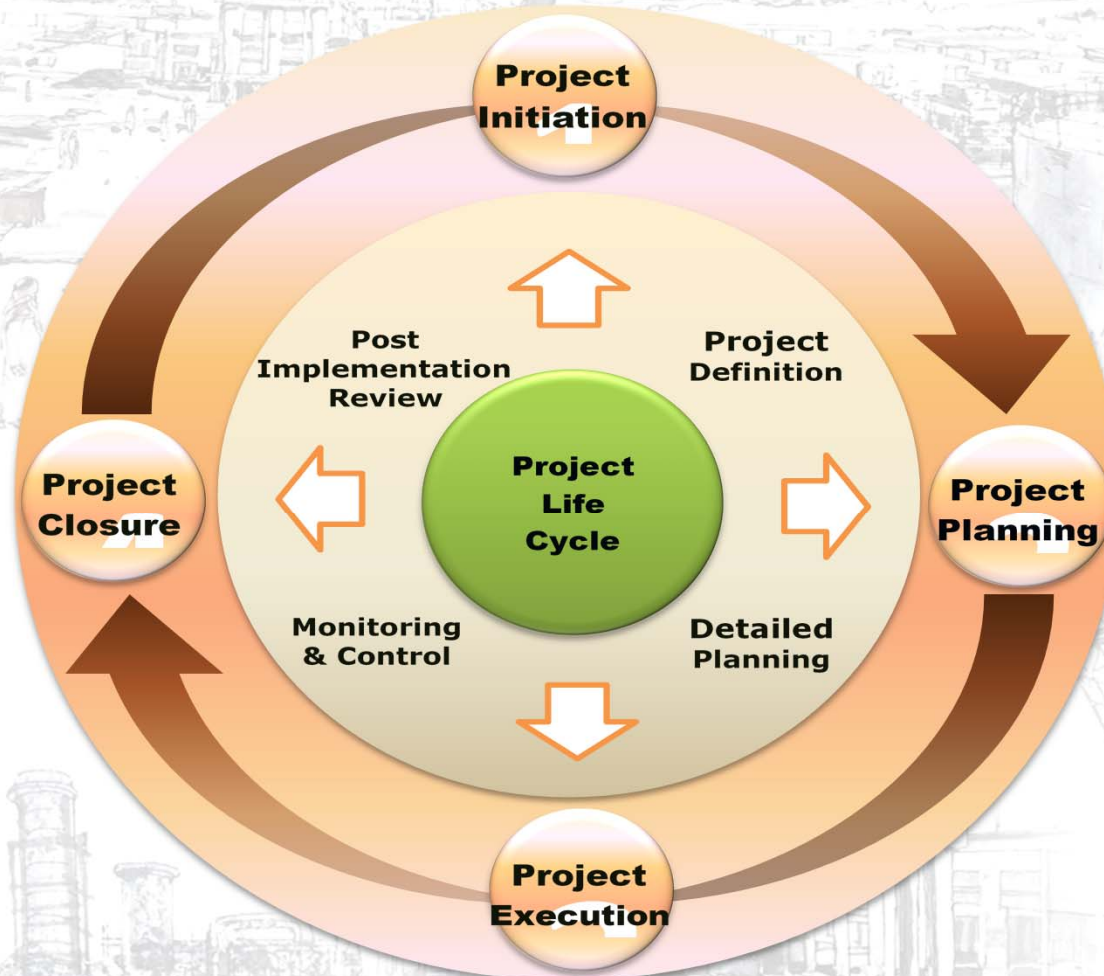 Project
Initiation
Post
Implementation
Review
Project
Definition
Project
Closure
Project
Life
Cycle
Project
Planning
Monitoring
& Control
Detailed
Planning
Project
Execution